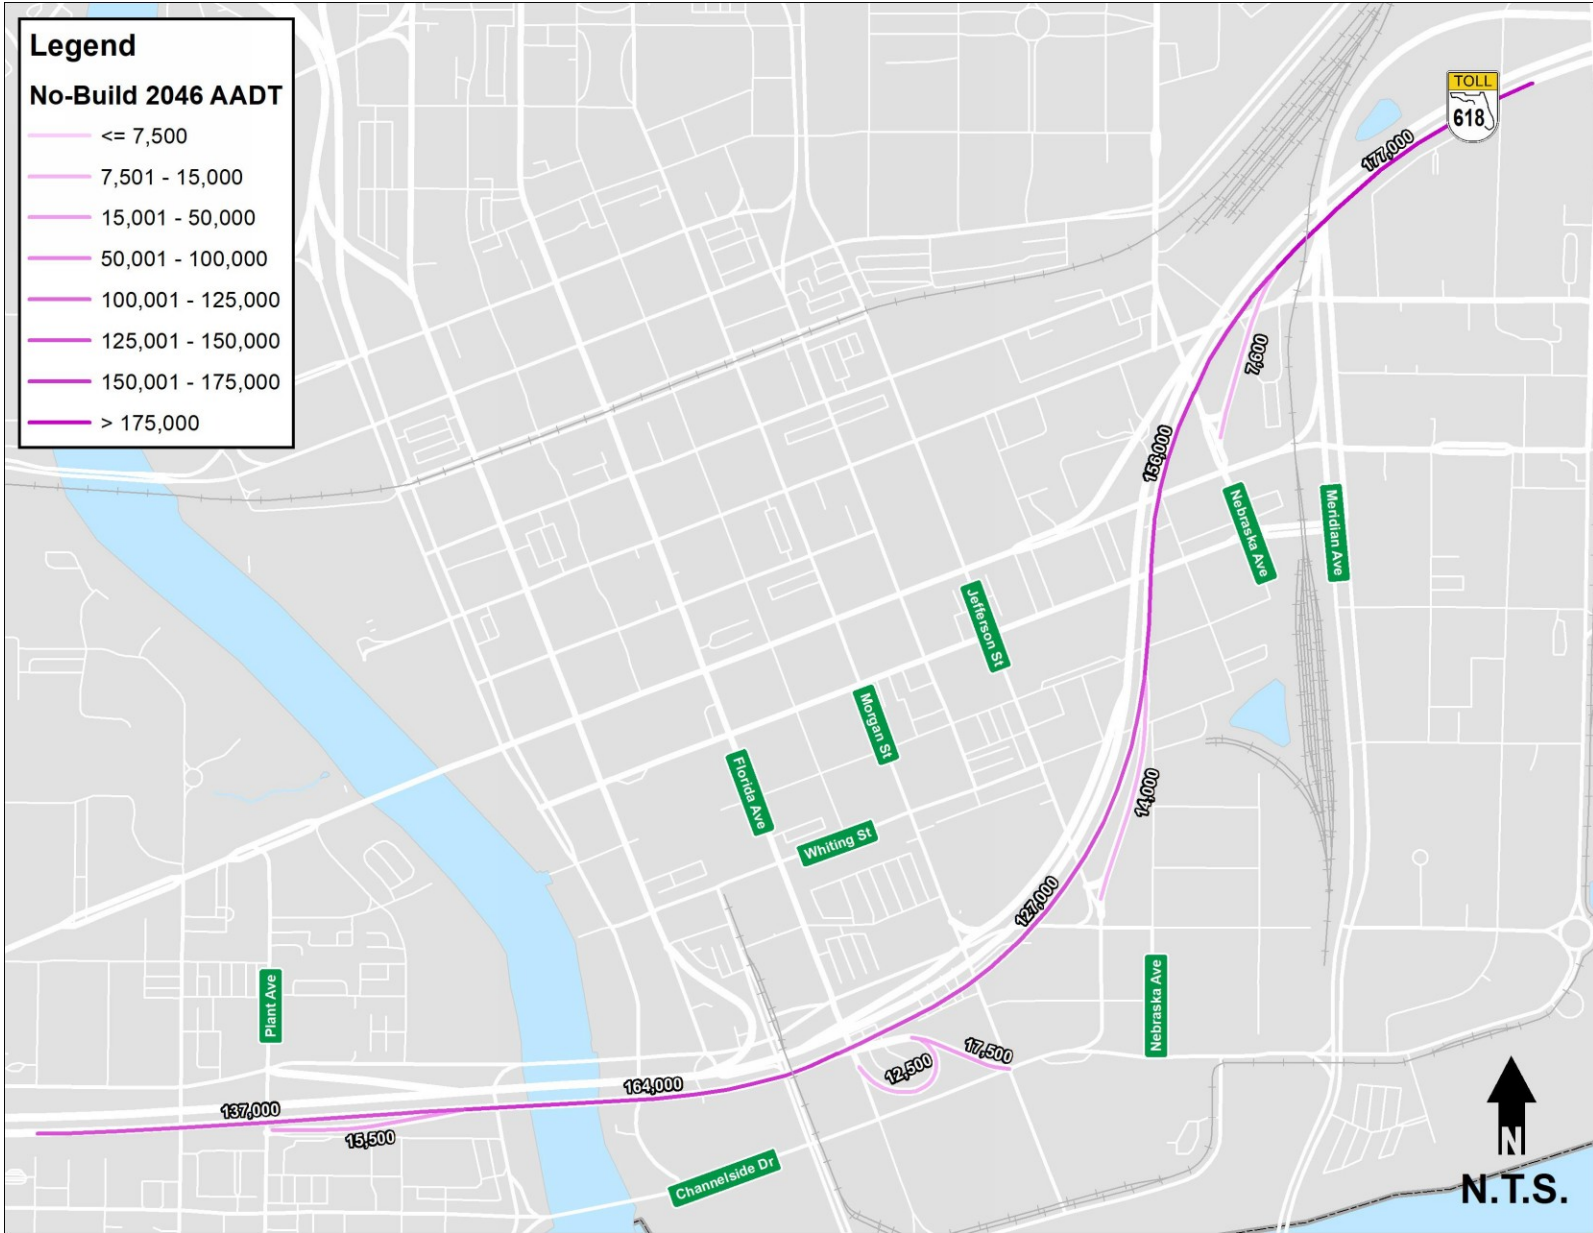 Legend
No-Build 2046 AADT
<= 7,500
7,501 - 15,000
15,001 - 50,000
50,001 - 100,000
100,001 - 125,000
125,001 - 150,000
150,001 - 175,000
> 175,000
TOLL
618
177,000
7,600
156,000
Nebraska Ave
Meridian Ave
Jefferson St
Morgan St
Florida Ave
Whiting St
14,000
127,000
Plant Ave
Nebraska Ave
17,500
12,500
164,000
137,000
15,500
Channelside Dr
N
N.T.S.